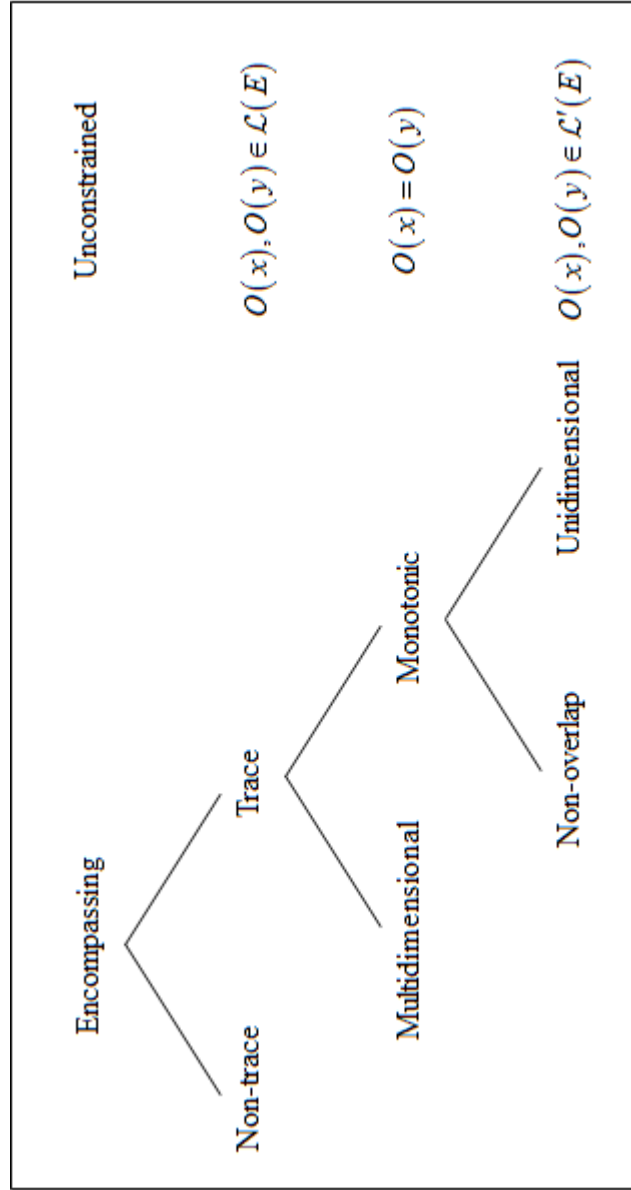 Encompassing Unconstrained
Non-trace Trace O(x), O(y) ∈ ℒ(E)
Multidimensional Monotonic O(x) = O(y)
Non-overlap Unidimensional O(x), O(y) ∈ ℒ'(E)